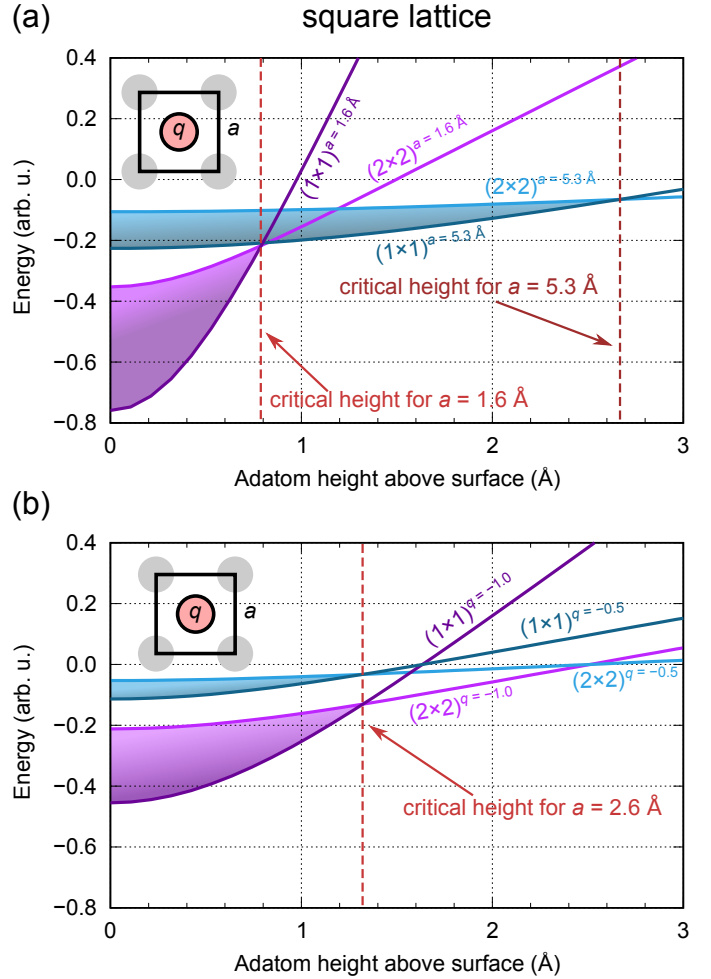 (a)
square lattice
0.4
0.2
0.0
−0.2
−0.4
−0.6
−0.8
Energy (arb. u.)
q
a
(1×1)^a = 1.6 Å
(2×2)^a = 1.6 Å
(2×2)^a = 5.3 Å
(1×1)^a = 5.3 Å
critical height for a = 5.3 Å
critical height for a = 1.6 Å
0 1 2 3
Adatom height above surface (Å)
(b)
0.4
0.2
0.0
−0.2
−0.4
−0.6
−0.8
Energy (arb. u.)
q
a
(1×1)^q = −1.0
(1×1)^q = −0.5
(2×2)^q = −0.5
(2×2)^q = −1.0
critical height for a = 2.6 Å
0 1 2 3
Adatom height above surface (Å)